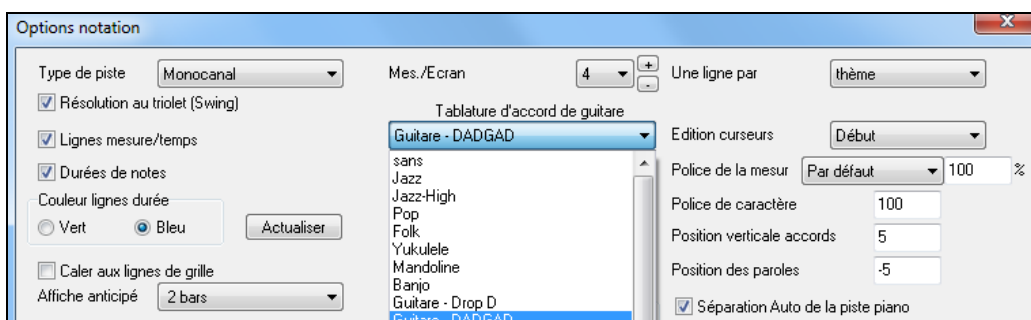 Options notation
Type de piste Monocanal
Résolution au triolet (Swing)
Lignes mesure/temps
Durées de notes
Couleur lignes durée
Vert Bleu Actualiser
Caler aux lignes de grille
Affiche anticipé 2 bars
Mes./Ecran 4 + -
Tablature d'accord de guitare
Guitare - DADGAD
sans
Jazz
Jazz-High
Pop
Folk
Yukulele
Mandoline
Banjo
Guitare - Drop D
Guitare - DADGAD
Une ligne par thème
Edition curseurs Début
Police de la mesur Par défaut 100 %
Police de caractère 100
Position verticale accords 5
Position des paroles -5
Séparation Auto de la piste piano